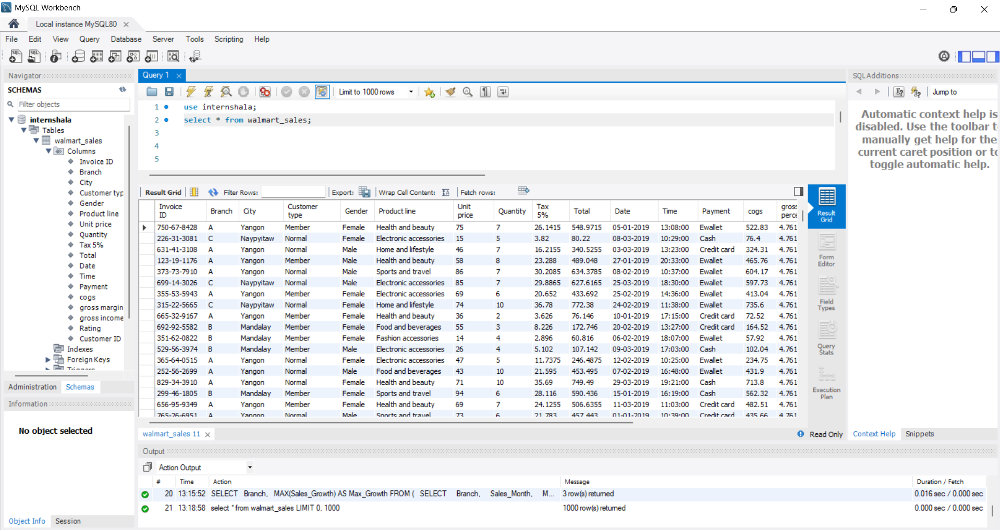 MySQL Workbench
Local instance MySQL80
File Edit View Query Database Server Tools Scripting Help
Navigator
SCHEMAS
Filter objects
internshala
Tables
walmart_sales
Columns
Invoice ID
Branch
City
Customer typ
Gender
Product line
Unit price
Quantity
Tax 5%
Total
Date
Time
Payment
cogs
gross margin
gross income
Rating
Customer ID
Indexes
Foreign Keys
Triggers
Administration Schemas
Information
No object selected
Object Info Session
Query 1
Limit to 1000 rows
1 use internshala;
2 select * from walmart_sales;
3
4
5
Result Grid Filter Rows: Export: Wrap Cell Content: Fetch rows:
Invoice ID Branch City Customer type Gender Product line Unit price Quantity Tax 5% Total Date Time Payment cogs gross perce
750-67-8428 A Yangon Member Female Health and beauty 75 7 26.1415 548.9715 05-01-2019 13:08:00 Ewallet 522.83 4.761
226-31-3081 C Naypyitaw Normal Female Electronic accessories 15 5 3.82 80.22 08-03-2019 10:29:00 Cash 76.4 4.761
631-41-3108 A Yangon Normal Male Home and lifestyle 46 7 16.2155 340.5255 03-03-2019 13:23:00 Credit card 324.31 4.761
123-19-1176 A Yangon Member Male Health and beauty 58 8 23.288 489.048 27-01-2019 20:33:00 Ewallet 465.76 4.761
373-73-7910 A Yangon Normal Male Sports and travel 86 7 30.2085 634.3785 08-02-2019 10:37:00 Ewallet 604.17 4.761
699-14-3026 C Naypyitaw Normal Male Electronic accessories 85 7 29.8865 627.6165 25-03-2019 18:30:00 Ewallet 597.73 4.761
355-53-5943 A Yangon Member Female Electronic accessories 69 6 20.652 433.692 25-02-2019 14:36:00 Ewallet 413.04 4.761
315-22-5665 C Naypyitaw Normal Female Home and lifestyle 74 10 36.78 772.38 24-02-2019 11:38:00 Ewallet 735.6 4.761
665-32-9167 A Yangon Member Female Health and beauty 36 2 3.626 76.146 10-01-2019 17:15:00 Credit card 72.52 4.761
692-92-5582 B Mandalay Member Female Food and beverages 55 3 8.226 172.746 20-02-2019 13:27:00 Credit card 164.52 4.761
351-62-0822 B Mandalay Member Female Fashion accessories 14 4 2.896 60.816 06-02-2019 18:07:00 Ewallet 57.92 4.761
529-56-3974 B Mandalay Member Male Electronic accessories 26 4 5.102 107.142 09-03-2019 17:03:00 Cash 102.04 4.761
365-64-0515 A Yangon Normal Female Electronic accessories 47 5 11.7375 246.4875 12-02-2019 10:25:00 Ewallet 234.75 4.761
252-56-2699 A Yangon Normal Male Food and beverages 43 10 21.595 453.495 07-02-2019 16:48:00 Ewallet 431.9 4.761
829-34-3910 A Yangon Normal Female Health and beauty 71 10 35.69 749.49 29-03-2019 19:21:00 Cash 713.8 4.761
299-46-1805 B Mandalay Member Female Sports and travel 94 6 28.116 590.436 15-01-2019 16:19:00 Cash 562.32 4.761
656-95-9349 A Yangon Member Female Health and beauty 69 7 24.1255 506.6355 11-03-2019 11:03:00 Credit card 482.51 4.761
765-26-6951 A Yangon Normal Male Sports and travel 73 6 21.783 457.443 01-01-2019 10:39:00 Credit card 435.66 4.761
Result Grid
Form Editor
Field Types
Query Stats
Execution Plan
walmart_sales 11
Read Only
SQLAdditions
Jump to
Automatic context help is
disabled. Use the toolbar t
manually get help for the
current caret position or to
toggle automatic help.
Context Help Snippets
Output
Action Output
# Time Action Message Duration / Fetch
20 13:15:52 SELECT Branch, MAX(Sales_Growth) AS Max_Growth FROM ( SELECT Branch, Sales_Month, M... 3 row(s) returned 0.016 sec / 0.000 sec
21 13:18:58 select * from walmart_sales LIMIT 0, 1000 1000 row(s) returned 0.000 sec / 0.000 sec